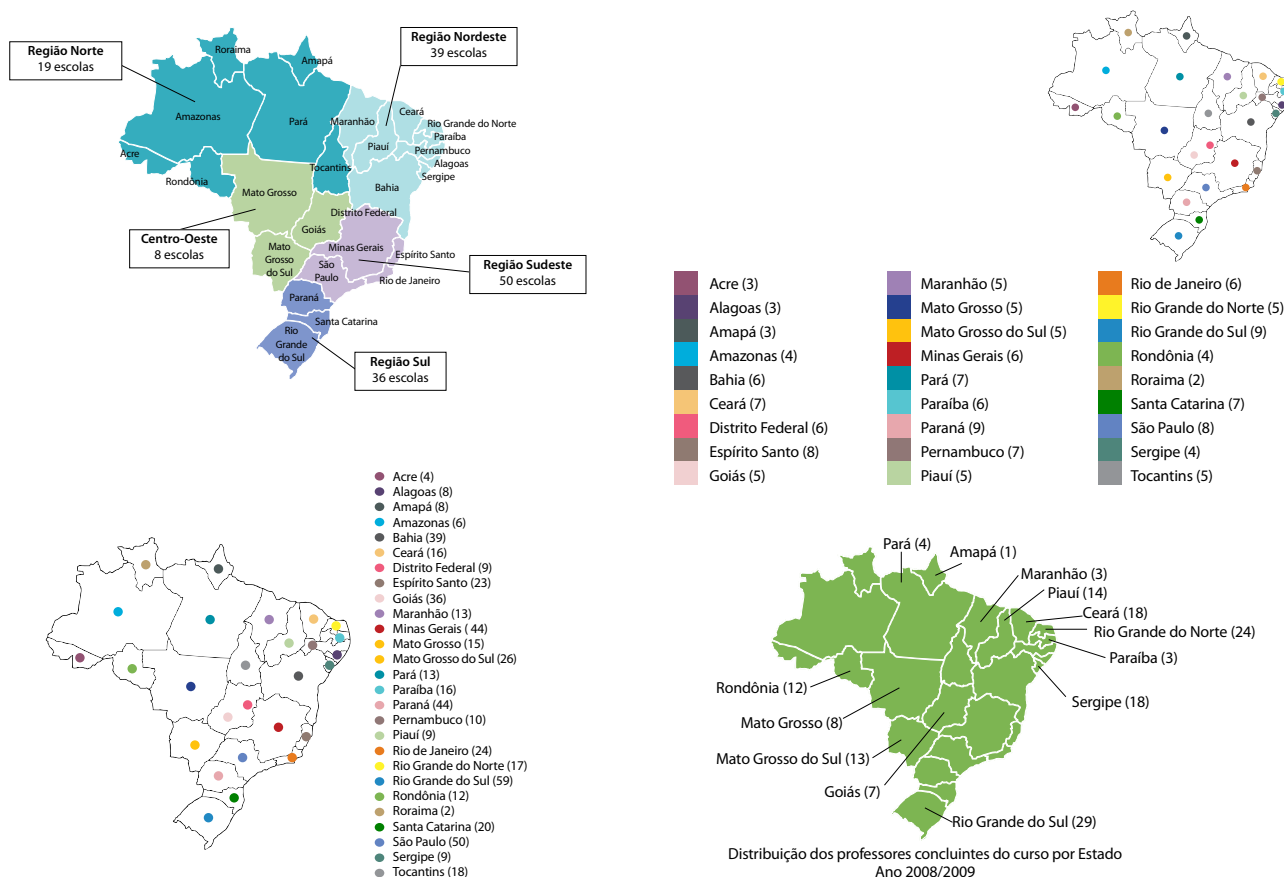 Região Norte
19 escolas
Região Nordeste
39 escolas
Roraima
Amapá
Amazonas
Pará
Maranhão
Ceará
Rio Grande do Norte
Paraíba
Piauí
Pernambuco
Alagoas
Sergipe
Acre
Rondônia
Tocantins
Bahia
Mato Grosso
Distrito Federal
Goiás
Centro-Oeste
8 escolas
Minas Gerais
Espírito Santo
Mato
Grosso
do Sul
São
Paulo
Rio de Janeiro
Região Sudeste
50 escolas
Paraná
Santa Catarina
Rio
Grande
do Sul
Região Sul
36 escolas
Acre (3)
Alagoas (3)
Amapá (3)
Amazonas (4)
Bahia (6)
Ceará (7)
Distrito Federal (6)
Espírito Santo (8)
Goiás (5)
Maranhão (5)
Mato Grosso (5)
Mato Grosso do Sul (5)
Minas Gerais (6)
Pará (7)
Paraíba (6)
Paraná (9)
Pernambuco (7)
Piauí (5)
Rio de Janeiro (6)
Rio Grande do Norte (5)
Rio Grande do Sul (9)
Rondônia (4)
Roraima (2)
Santa Catarina (7)
São Paulo (8)
Sergipe (4)
Tocantins (5)
Acre (4)
Alagoas (8)
Amapá (8)
Amazonas (6)
Bahia (39)
Ceará (16)
Distrito Federal (9)
Espírito Santo (23)
Goiás (36)
Maranhão (13)
Minas Gerais ( 44)
Mato Grosso (15)
Mato Grosso do Sul (26)
Pará (13)
Paraíba (16)
Paraná (44)
Pernambuco (10)
Piauí (9)
Rio de Janeiro (24)
Rio Grande do Norte (17)
Rio Grande do Sul (59)
Rondônia (12)
Roraima (2)
Santa Catarina (20)
São Paulo (50)
Sergipe (9)
Tocantins (18)
Pará (4)
Amapá (1)
Maranhão (3)
Piauí (14)
Ceará (18)
Rio Grande do Norte (24)
Paraíba (3)
Sergipe (18)
Rondônia (12)
Mato Grosso (8)
Mato Grosso do Sul (13)
Goiás (7)
Rio Grande do Sul (29)
Distribuição dos professores concluintes do curso por Estado
Ano 2008/2009